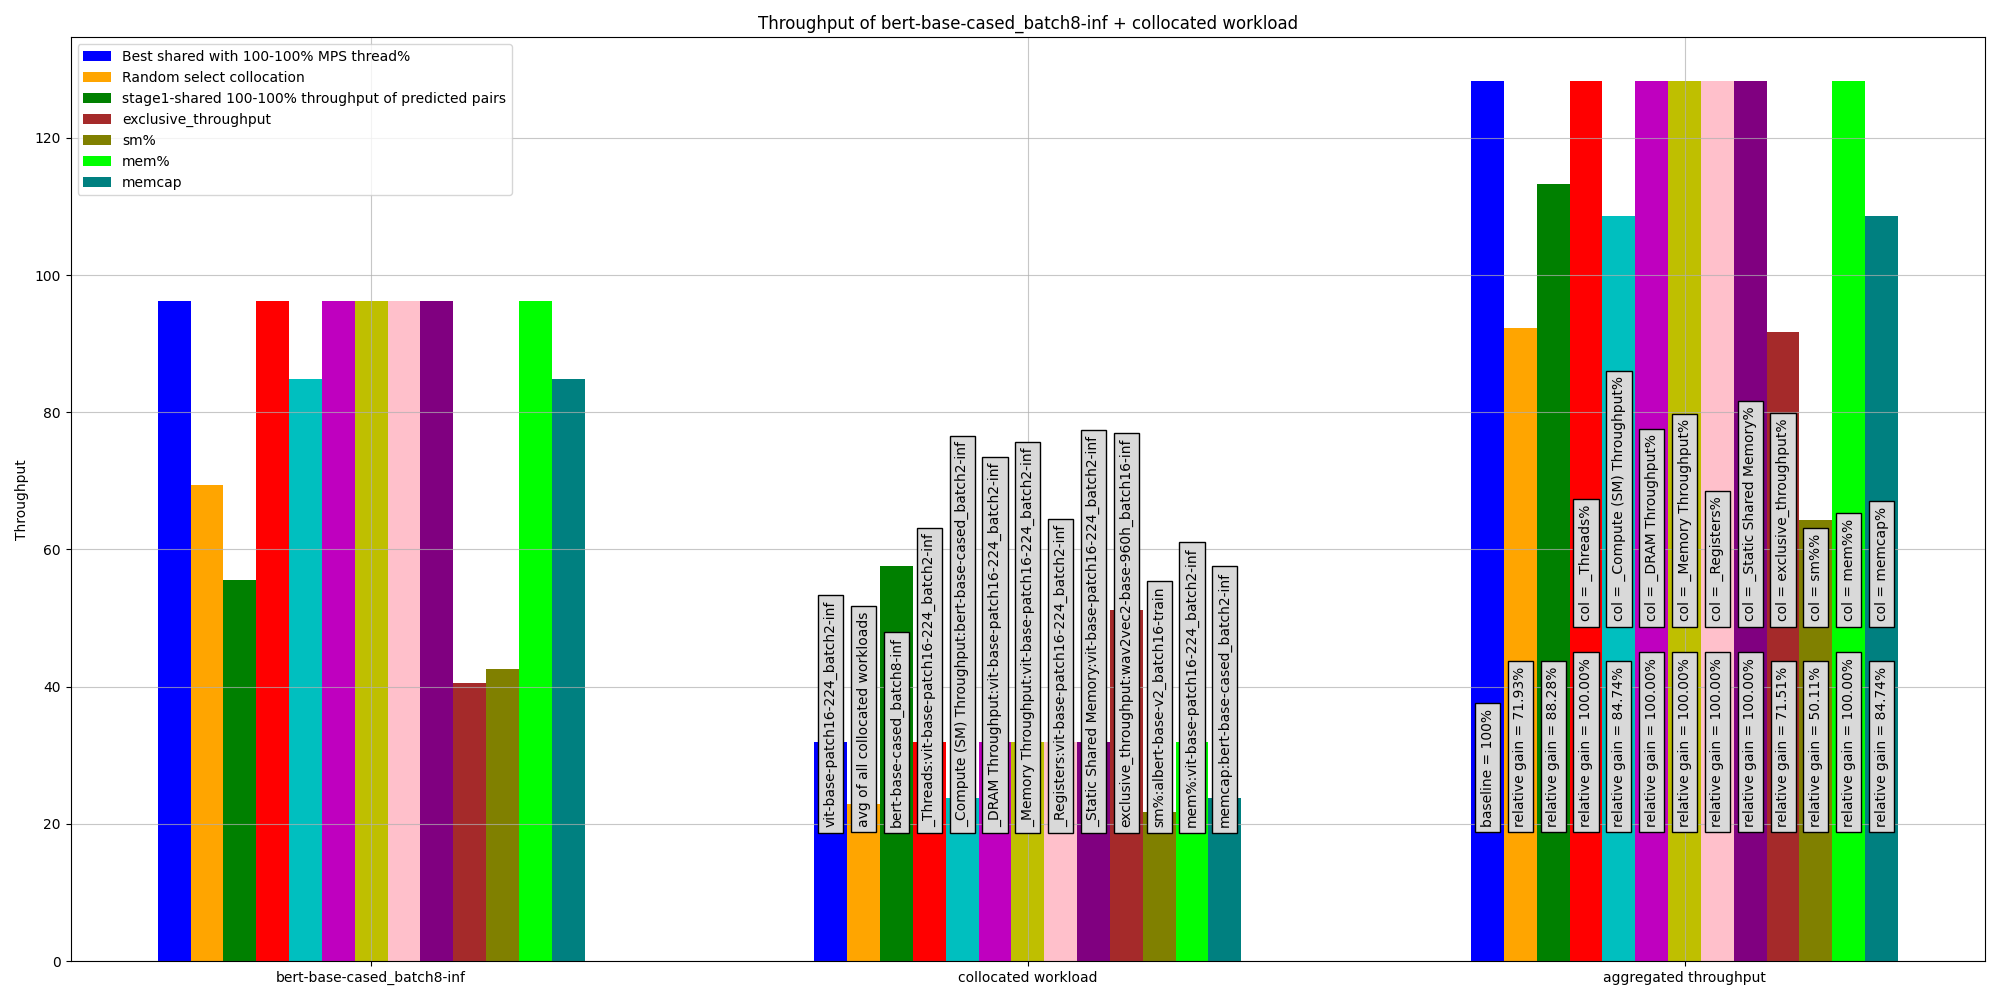 Throughput of bert-base-cased_batch8-inf + collocated workload
Best shared with 100-100% MPS thread%
Random select collocation
stage1-shared 100-100% throughput of predicted pairs
exclusive_throughput
sm%
mem%
memcap
Throughput
120
100
80
60
40
20
0
vit-base-patch16-224_batch2-inf
avg of all collocated workloads
bert-base-cased_batch8-inf
_Threads:vit-base-patch16-224_batch2-inf
_Compute (SM) Throughput:bert-base-cased_batch2-inf
_DRAM Throughput:vit-base-patch16-224_batch2-inf
_Memory Throughput:vit-base-patch16-224_batch2-inf
_Registers:vit-base-patch16-224_batch2-inf
_Static Shared Memory:vit-base-patch16-224_batch2-inf
exclusive_throughput:wav2vec2-base-960h_batch16-inf
sm%:albert-base-v2_batch16-train
mem%:vit-base-patch16-224_batch2-inf
memcap:bert-base-cased_batch2-inf
col = _Threads%
col = _Compute (SM) Throughput%
col = _DRAM Throughput%
col = _Memory Throughput%
col = _Registers%
col = _Static Shared Memory%
col = exclusive_throughput%
col = sm%%
col = mem%%
col = memcap%
baseline = 100%
relative gain = 71.93%
relative gain = 88.28%
relative gain = 100.00%
relative gain = 84.74%
relative gain = 100.00%
relative gain = 100.00%
relative gain = 100.00%
relative gain = 100.00%
relative gain = 71.51%
relative gain = 50.11%
relative gain = 100.00%
relative gain = 84.74%
bert-base-cased_batch8-inf
collocated workload
aggregated throughput